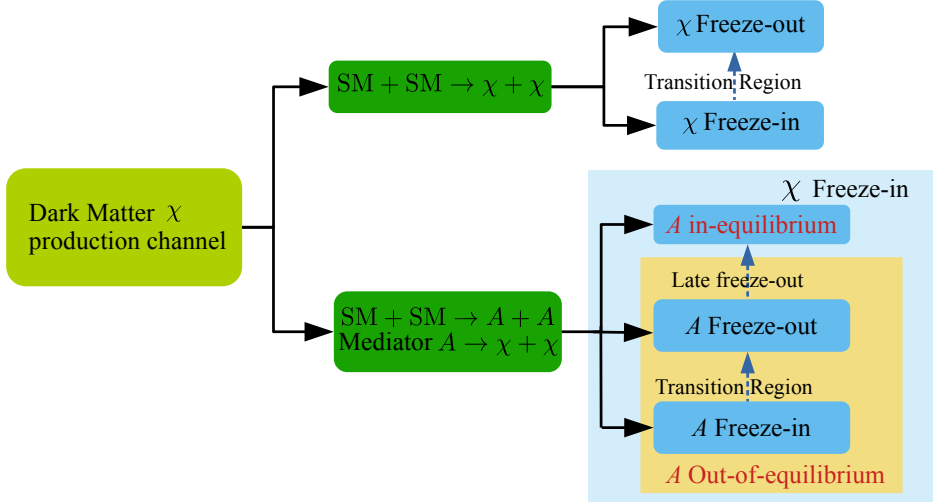 Dark Matter χ
production channel
SM + SM → χ + χ
χ Freeze-out
Transition Region
χ Freeze-in
SM + SM → A + A
Mediator A → χ + χ
χ Freeze-in
A in-equilibrium
Late freeze-out
A Freeze-out
Transition Region
A Freeze-in
A Out-of-equilibrium